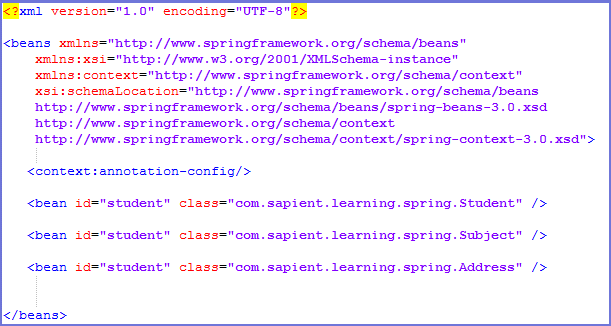 <?xml version="1.0" encoding="UTF-8"?>
<beans xmlns="http://www.springframework.org/schema/beans"
xmlns:xsi="http://www.w3.org/2001/XMLSchema-instance"
xmlns:context="http://www.springframework.org/schema/context"
xsi:schemaLocation="http://www.springframework.org/schema/beans
http://www.springframework.org/schema/beans/spring-beans-3.0.xsd
http://www.springframework.org/schema/context
http://www.springframework.org/schema/context/spring-context-3.0.xsd">
<context:annotation-config/>
<bean id="student" class="com.sapient.learning.spring.Student" />
<bean id="student" class="com.sapient.learning.spring.Subject" />
<bean id="student" class="com.sapient.learning.spring.Address" />
</beans>